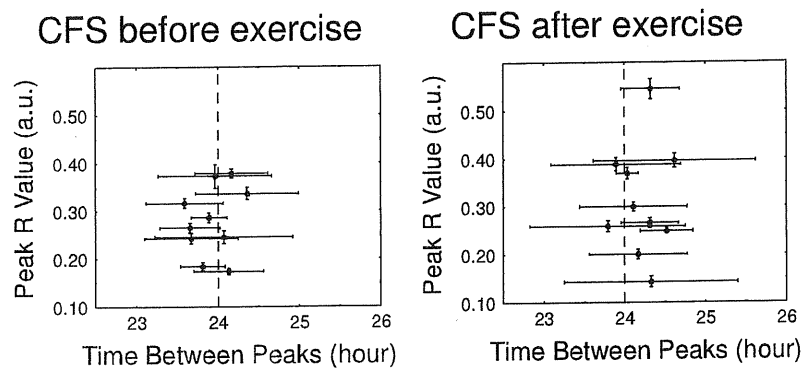 CFS before exercise
Peak R Value (a.u.)
0.50
0.40
0.30
0.20
0.10
23 24 25 26
Time Between Peaks (hour)
CFS after exercise
Peak R Value (a.u.)
0.50
0.40
0.30
0.20
0.10
23 24 25 26
Time Between Peaks (hour)